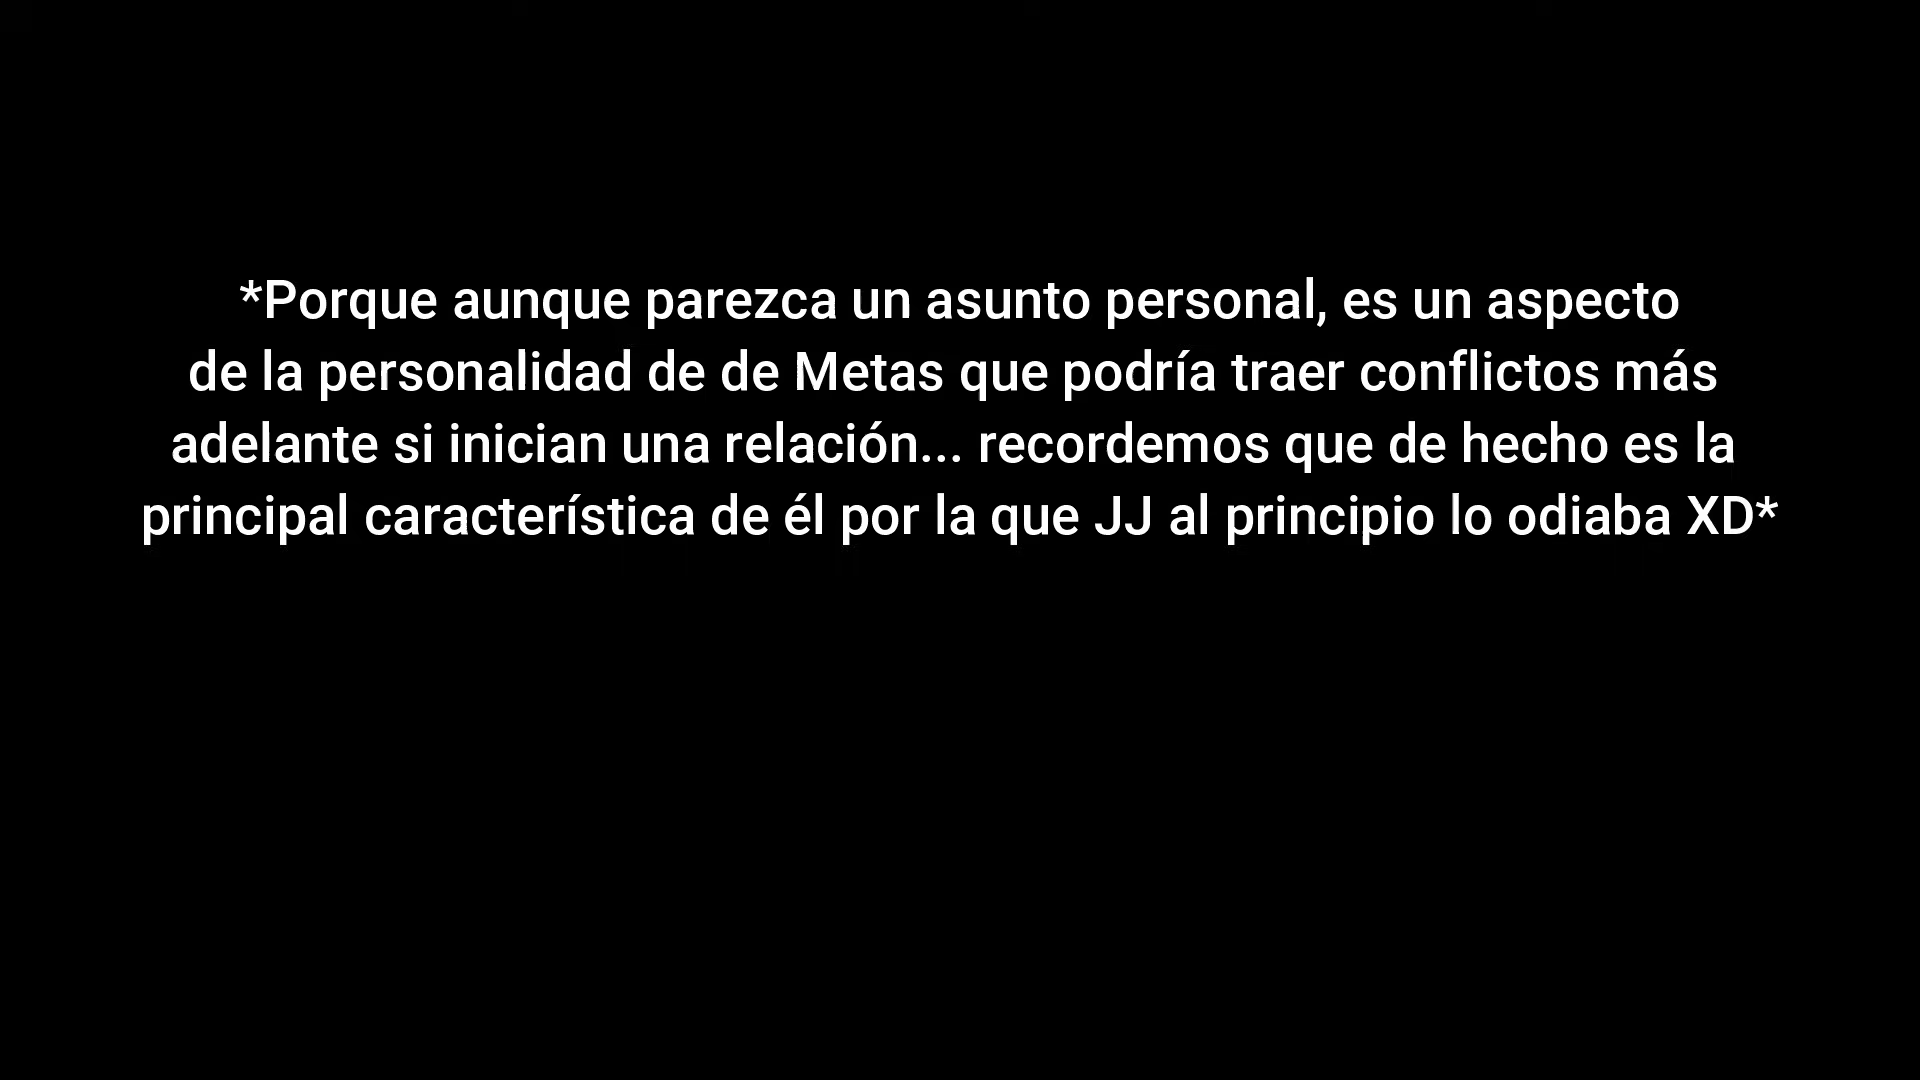 *Porque aunque parezca un asunto personal, es un aspecto
de la personalidad de de Metas que podría traer conflictos más
adelante si inician una relación... recordemos que de hecho es la
principal característica de él por la que JJ al principio lo odiaba XD*